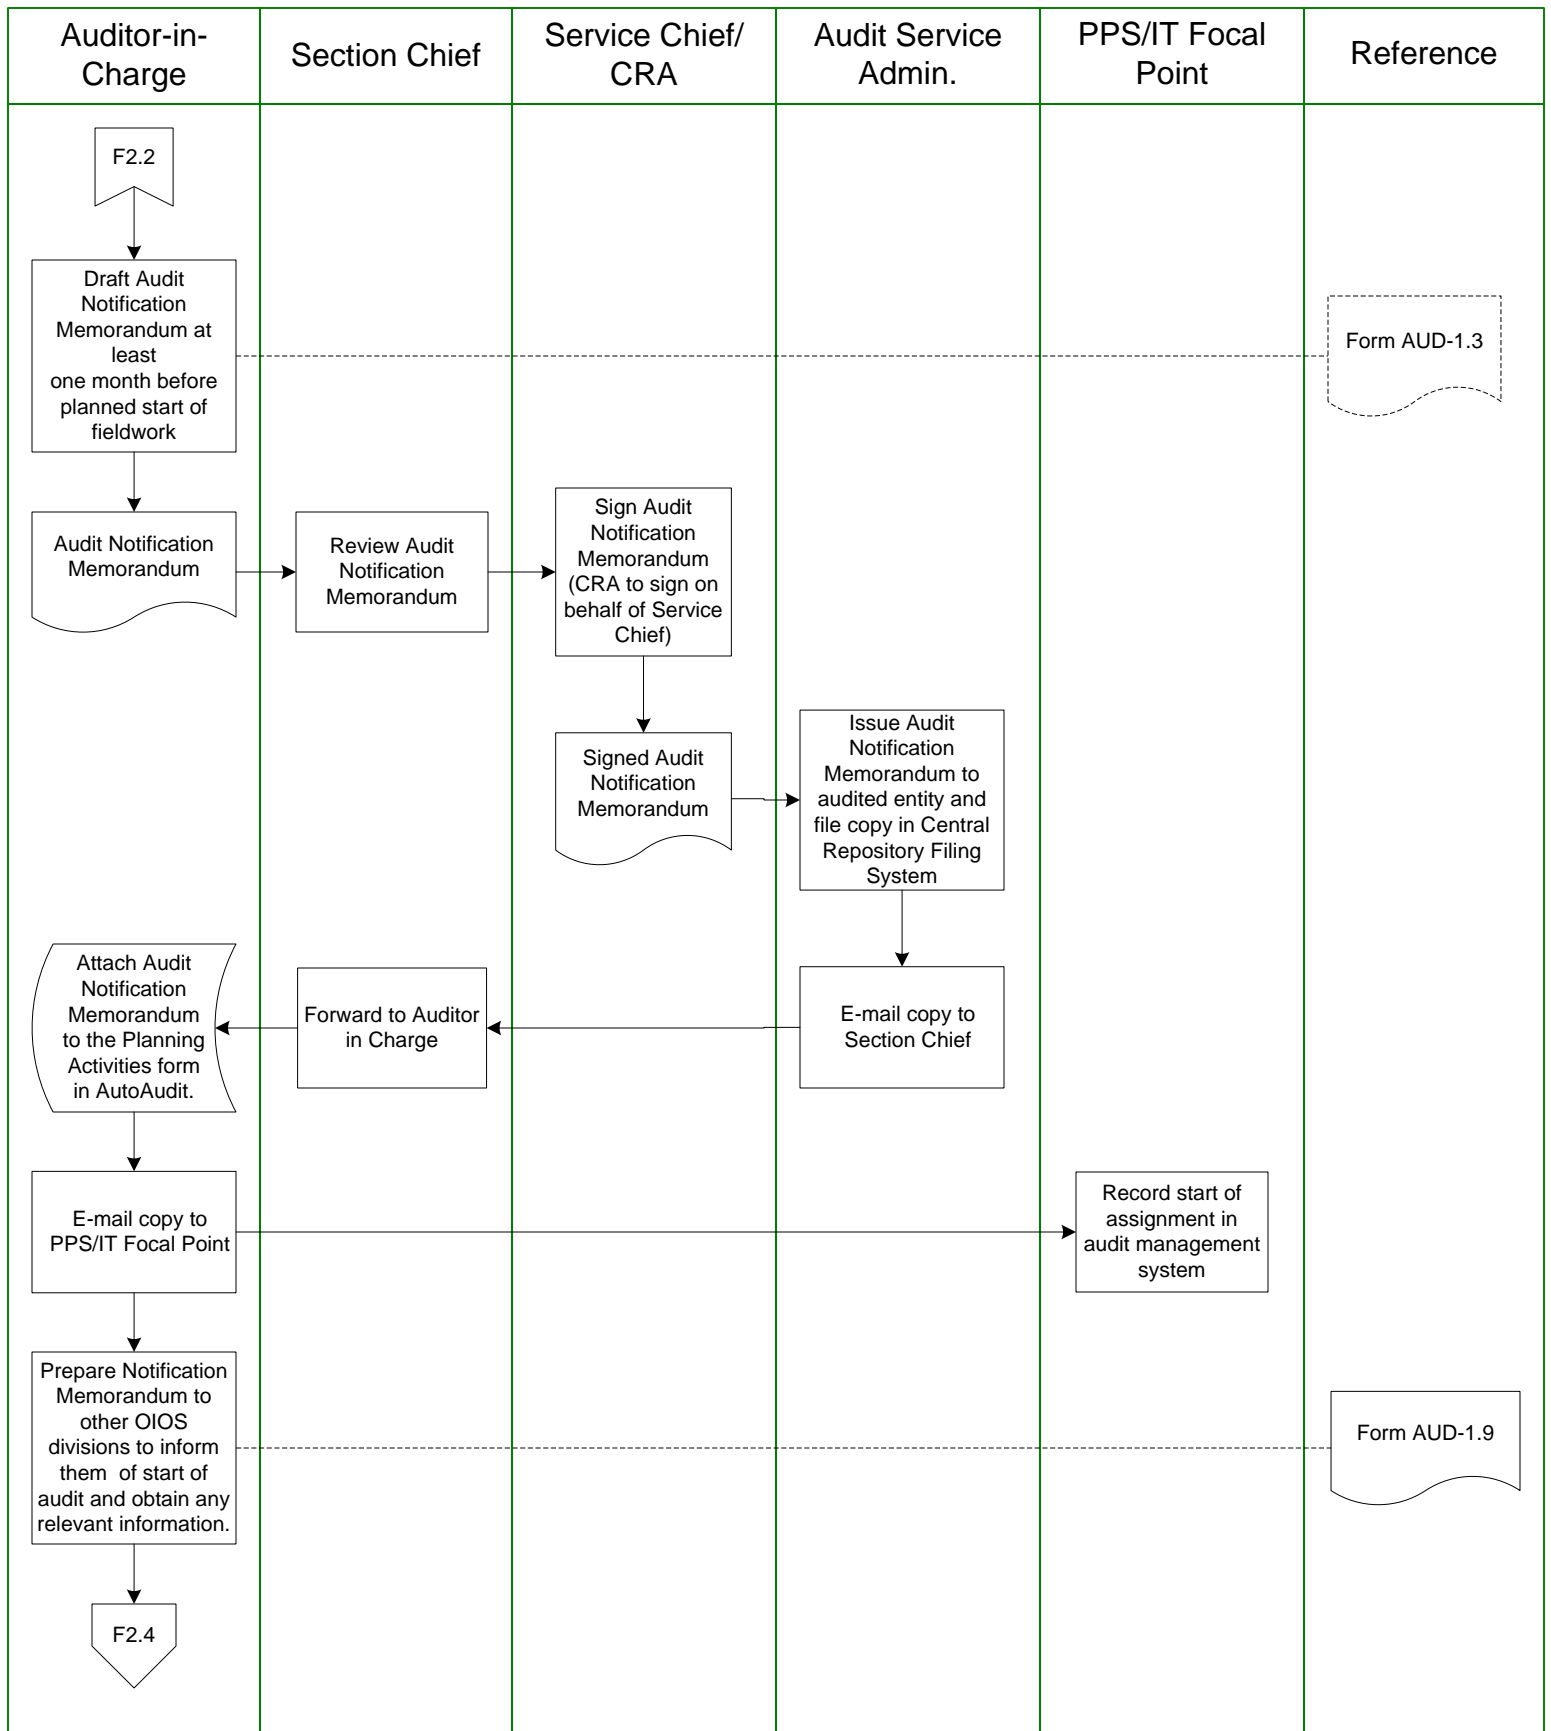 Auditor-in-
Charge
Section Chief
Service Chief/
CRA
Audit Service
Admin.
PPS/IT Focal
Point
Reference
F2.2
Draft Audit
Notification
Memorandum at
least
one month before
planned start of
fieldwork
Form AUD-1.3
Audit Notification
Memorandum
Review Audit
Notification
Memorandum
Sign Audit
Notification
Memorandum
(CRA to sign on
behalf of Service
Chief)
Signed Audit
Notification
Memorandum
Issue Audit
Notification
Memorandum to
audited entity and
file copy in Central
Repository Filing
System
E-mail copy to
Section Chief
Forward to Auditor
in Charge
Attach Audit
Notification
Memorandum
to the Planning
Activities form
in AutoAudit.
E-mail copy to
PPS/IT Focal Point
Record start of
assignment in
audit management
system
Prepare Notification
Memorandum to
other OIOS
divisions to inform
them  of start of
audit and obtain any
relevant information.
Form AUD-1.9
F2.4